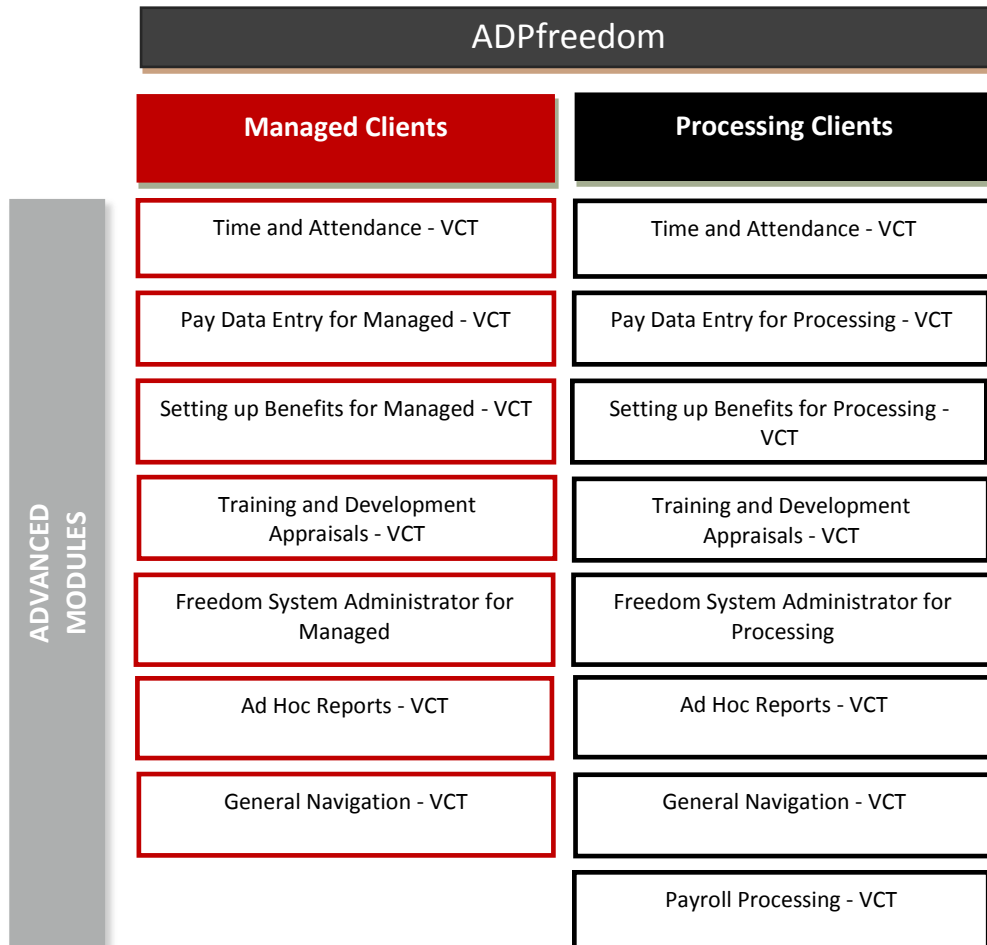 ADPfreedom
Managed Clients
Processing Clients
ADVANCED
MODULES
Time and Attendance - VCT
Time and Attendance - VCT
Pay Data Entry for Managed - VCT
Pay Data Entry for Processing - VCT
Setting up Benefits for Managed - VCT
Setting up Benefits for Processing -
VCT
Training and Development
Appraisals - VCT
Training and Development
Appraisals - VCT
Freedom System Administrator for
Managed
Freedom System Administrator for
Processing
Ad Hoc Reports - VCT
Ad Hoc Reports - VCT
General Navigation - VCT
General Navigation - VCT
Payroll Processing - VCT